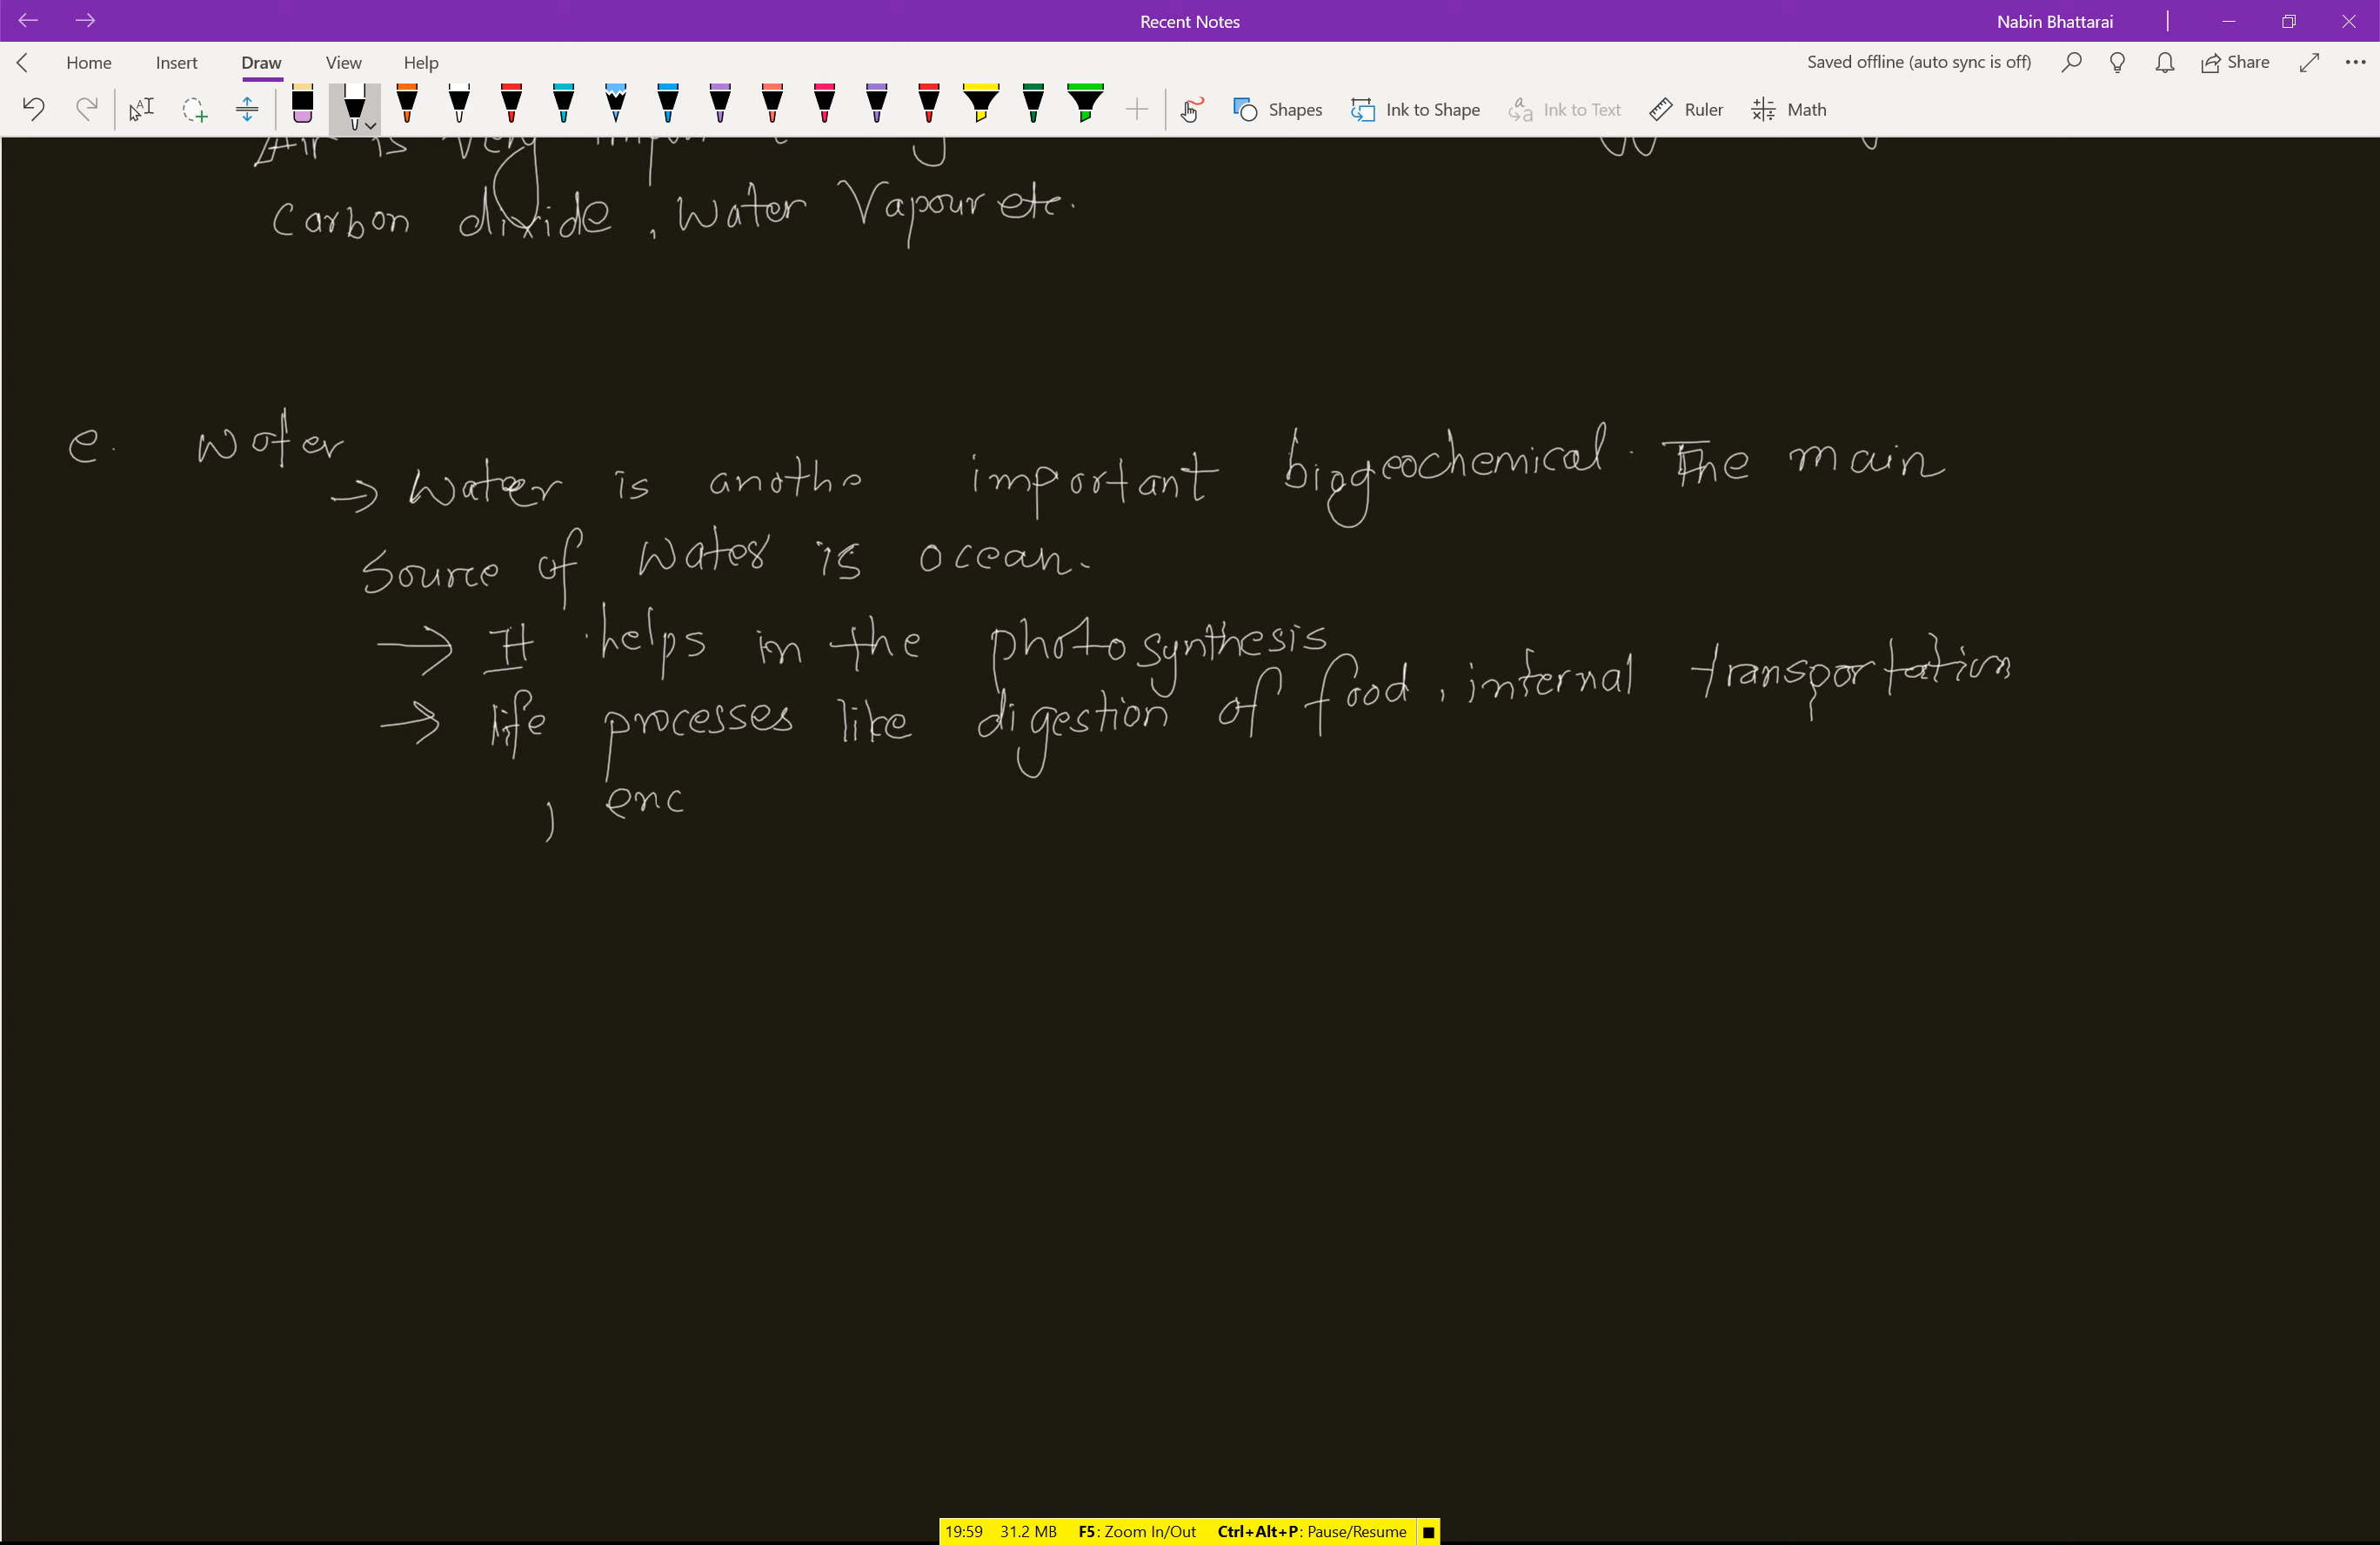 Recent Notes
Nabin Bhattarai
Home Insert Draw View Help
Saved offline (auto sync is off) Share
Shapes Ink to Shape Ink to Text Ruler Math
Air is very
Carbon dixide, Water Vapour etc.
e. Water
→ Water is anothe important biogeochemical. The main
source of Water is ocean.
→ It helps in the photosynthesis
→ life processes like digestion of food, internal transportation
, enc
19:59 31.2 MB F5: Zoom In/Out Ctrl+Alt+P: Pause/Resume